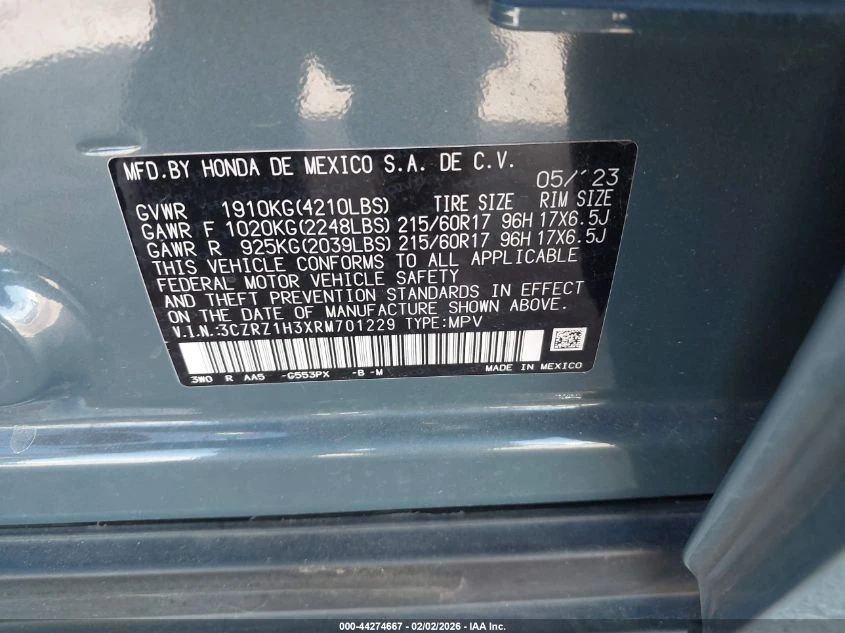 MFD.BY HONDA DE MEXICO S.A. DE C.V.
05/'23
GVWR 1910KG(4210LBS) TIRE SIZE RIM SIZE
GAWR F 1020KG(2248LBS) 215/60R17 96H 17X6.5J
GAWR R 925KG(2039LBS) 215/60R17 96H 17X6.5J
THIS VEHICLE CONFORMS TO ALL APPLICABLE
FEDERAL MOTOR VEHICLE SAFETY
AND THEFT PREVENTION STANDARDS IN EFFECT
ON THE DATE OF MANUFACTURE SHOWN ABOVE.
V.I.N.:3CZRZ1H3XRM701229 TYPE:MPV
3W0 R AA5 -G553PX -B -M MADE IN MEXICO
000-44274667 - 02/02/2026 - IAA Inc.